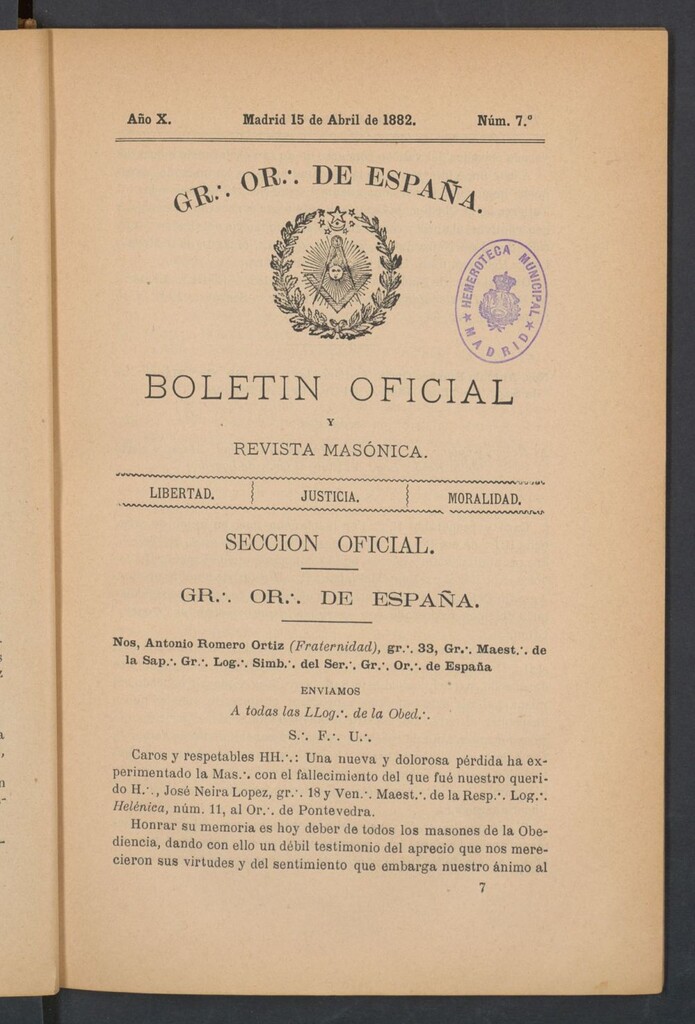 Año X. Madrid 15 de Abril de 1882. Núm. 7.º
GR.·. OR.·. DE ESPAÑA.
HEMEROTECA MUNICIPAL
MADRID
BOLETIN OFICIAL
Y
REVISTA MASÓNICA.
LIBERTAD. JUSTICIA. MORALIDAD.
SECCION OFICIAL.
GR.·. OR.·. DE ESPAÑA.
Nos, Antonio Romero Ortiz (Fraternidad), gr.·. 33, Gr.·. Maest.·. de
la Sap.·. Gr.·. Log.·. Simb.·. del Ser.·. Gr.·. Or.·. de España
ENVIAMOS
A todas las LLog.·. de la Obed.·.
S.·. F.·. U.·.
Caros y respetables HH.·.: Una nueva y dolorosa pérdida ha ex-
perimentado la Mas.·. con el fallecimiento del que fué nuestro queri-
do H.·., José Neira Lopez, gr.·. 18 y Ven.·. Maest.·. de la Resp.·. Log.·.
Helénica, núm. 11, al Or.·. de Pontevedra.
Honrar su memoria es hoy deber de todos los masones de la Obe-
diencia, dando con ello un débil testimonio del aprecio que nos mere-
cieron sus virtudes y del sentimiento que embarga nuestro ánimo al
7